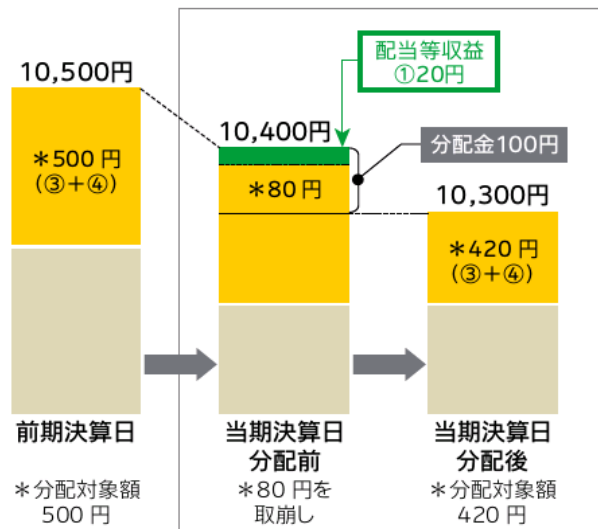 配当等収益
①20円
10,500円
10,400円
分配金100円
＊500 円
(③+④)
＊80 円
10,300円
＊420 円
(③+④)
前期決算日
当期決算日
分配前
当期決算日
分配後
＊分配対象額
500 円
＊80 円を
取崩し
＊分配対象額
420 円